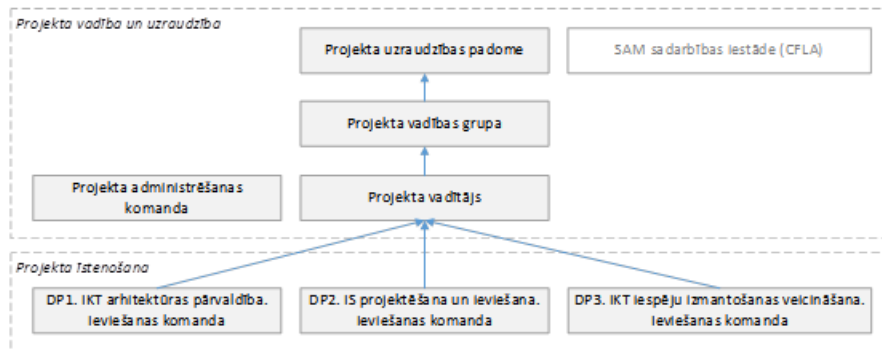 Projekta vadība un uzraudzība
Projekta uzraudzības padome
SAM sadarbības iestāde (CFLA)
Projekta vadības grupa
Projekta administrēšanas
komanda
Projekta vadītājs
Projekta īstenošana
DP1. IKT arhitektūras pārvaldība.
Ieviešanas komanda
DP2. IS projektēšana un ieviešana.
Ieviešanas komanda
DP3. IKT iespēju izmantošanas veicināšana.
Ieviešanas komanda